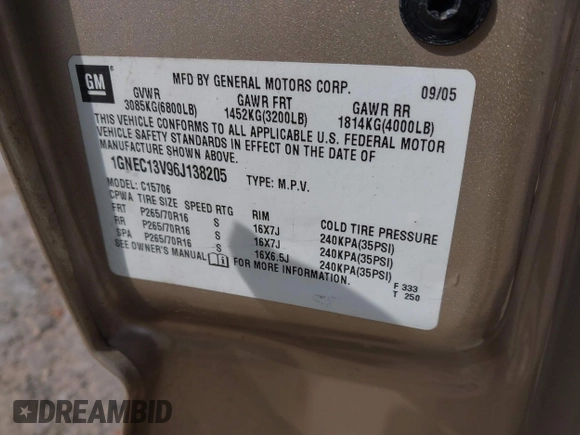 GM
MFD BY GENERAL MOTORS CORP. 09/05
GVWR GAWR FRT GAWR RR
3085KG(6800LB) 1452KG(3200LB) 1814KG(4000LB)
THIS VEHICLE CONFORMS TO ALL APPLICABLE U.S. FEDERAL MOTOR
VEHICLE SAFETY STANDARDS IN EFFECT ON THE DATE OF
MANUFACTURE SHOWN ABOVE.
1GNEC13V96J138205 TYPE: M.P.V.
MODEL: C15706
CPWA TIRE SIZE SPEED RTG RIM COLD TIRE PRESSURE
FRT P265/70R16 S 16X7J 240KPA(35PSI)
RR P265/70R16 S 16X7J 240KPA(35PSI)
SPA P265/70R16 S 16X6.5J 240KPA(35PSI)
SEE OWNER'S MANUAL FOR MORE INFORMATION.
F 333
T 250
DREAMBID